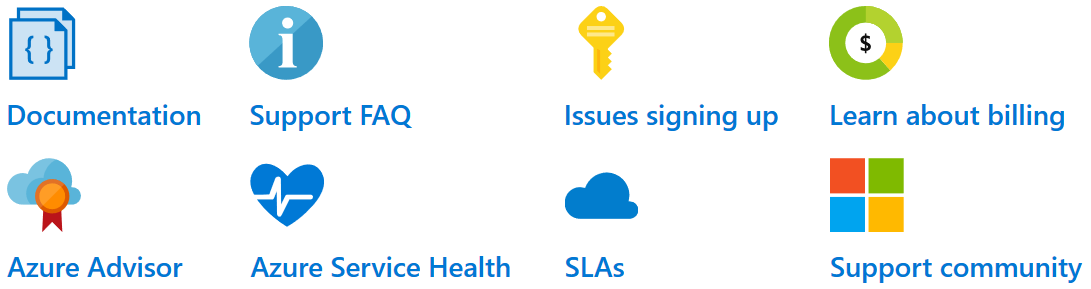 { }
i
$
Documentation
Support FAQ
Issues signing up
Learn about billing
Azure Advisor
Azure Service Health
SLAs
Support community